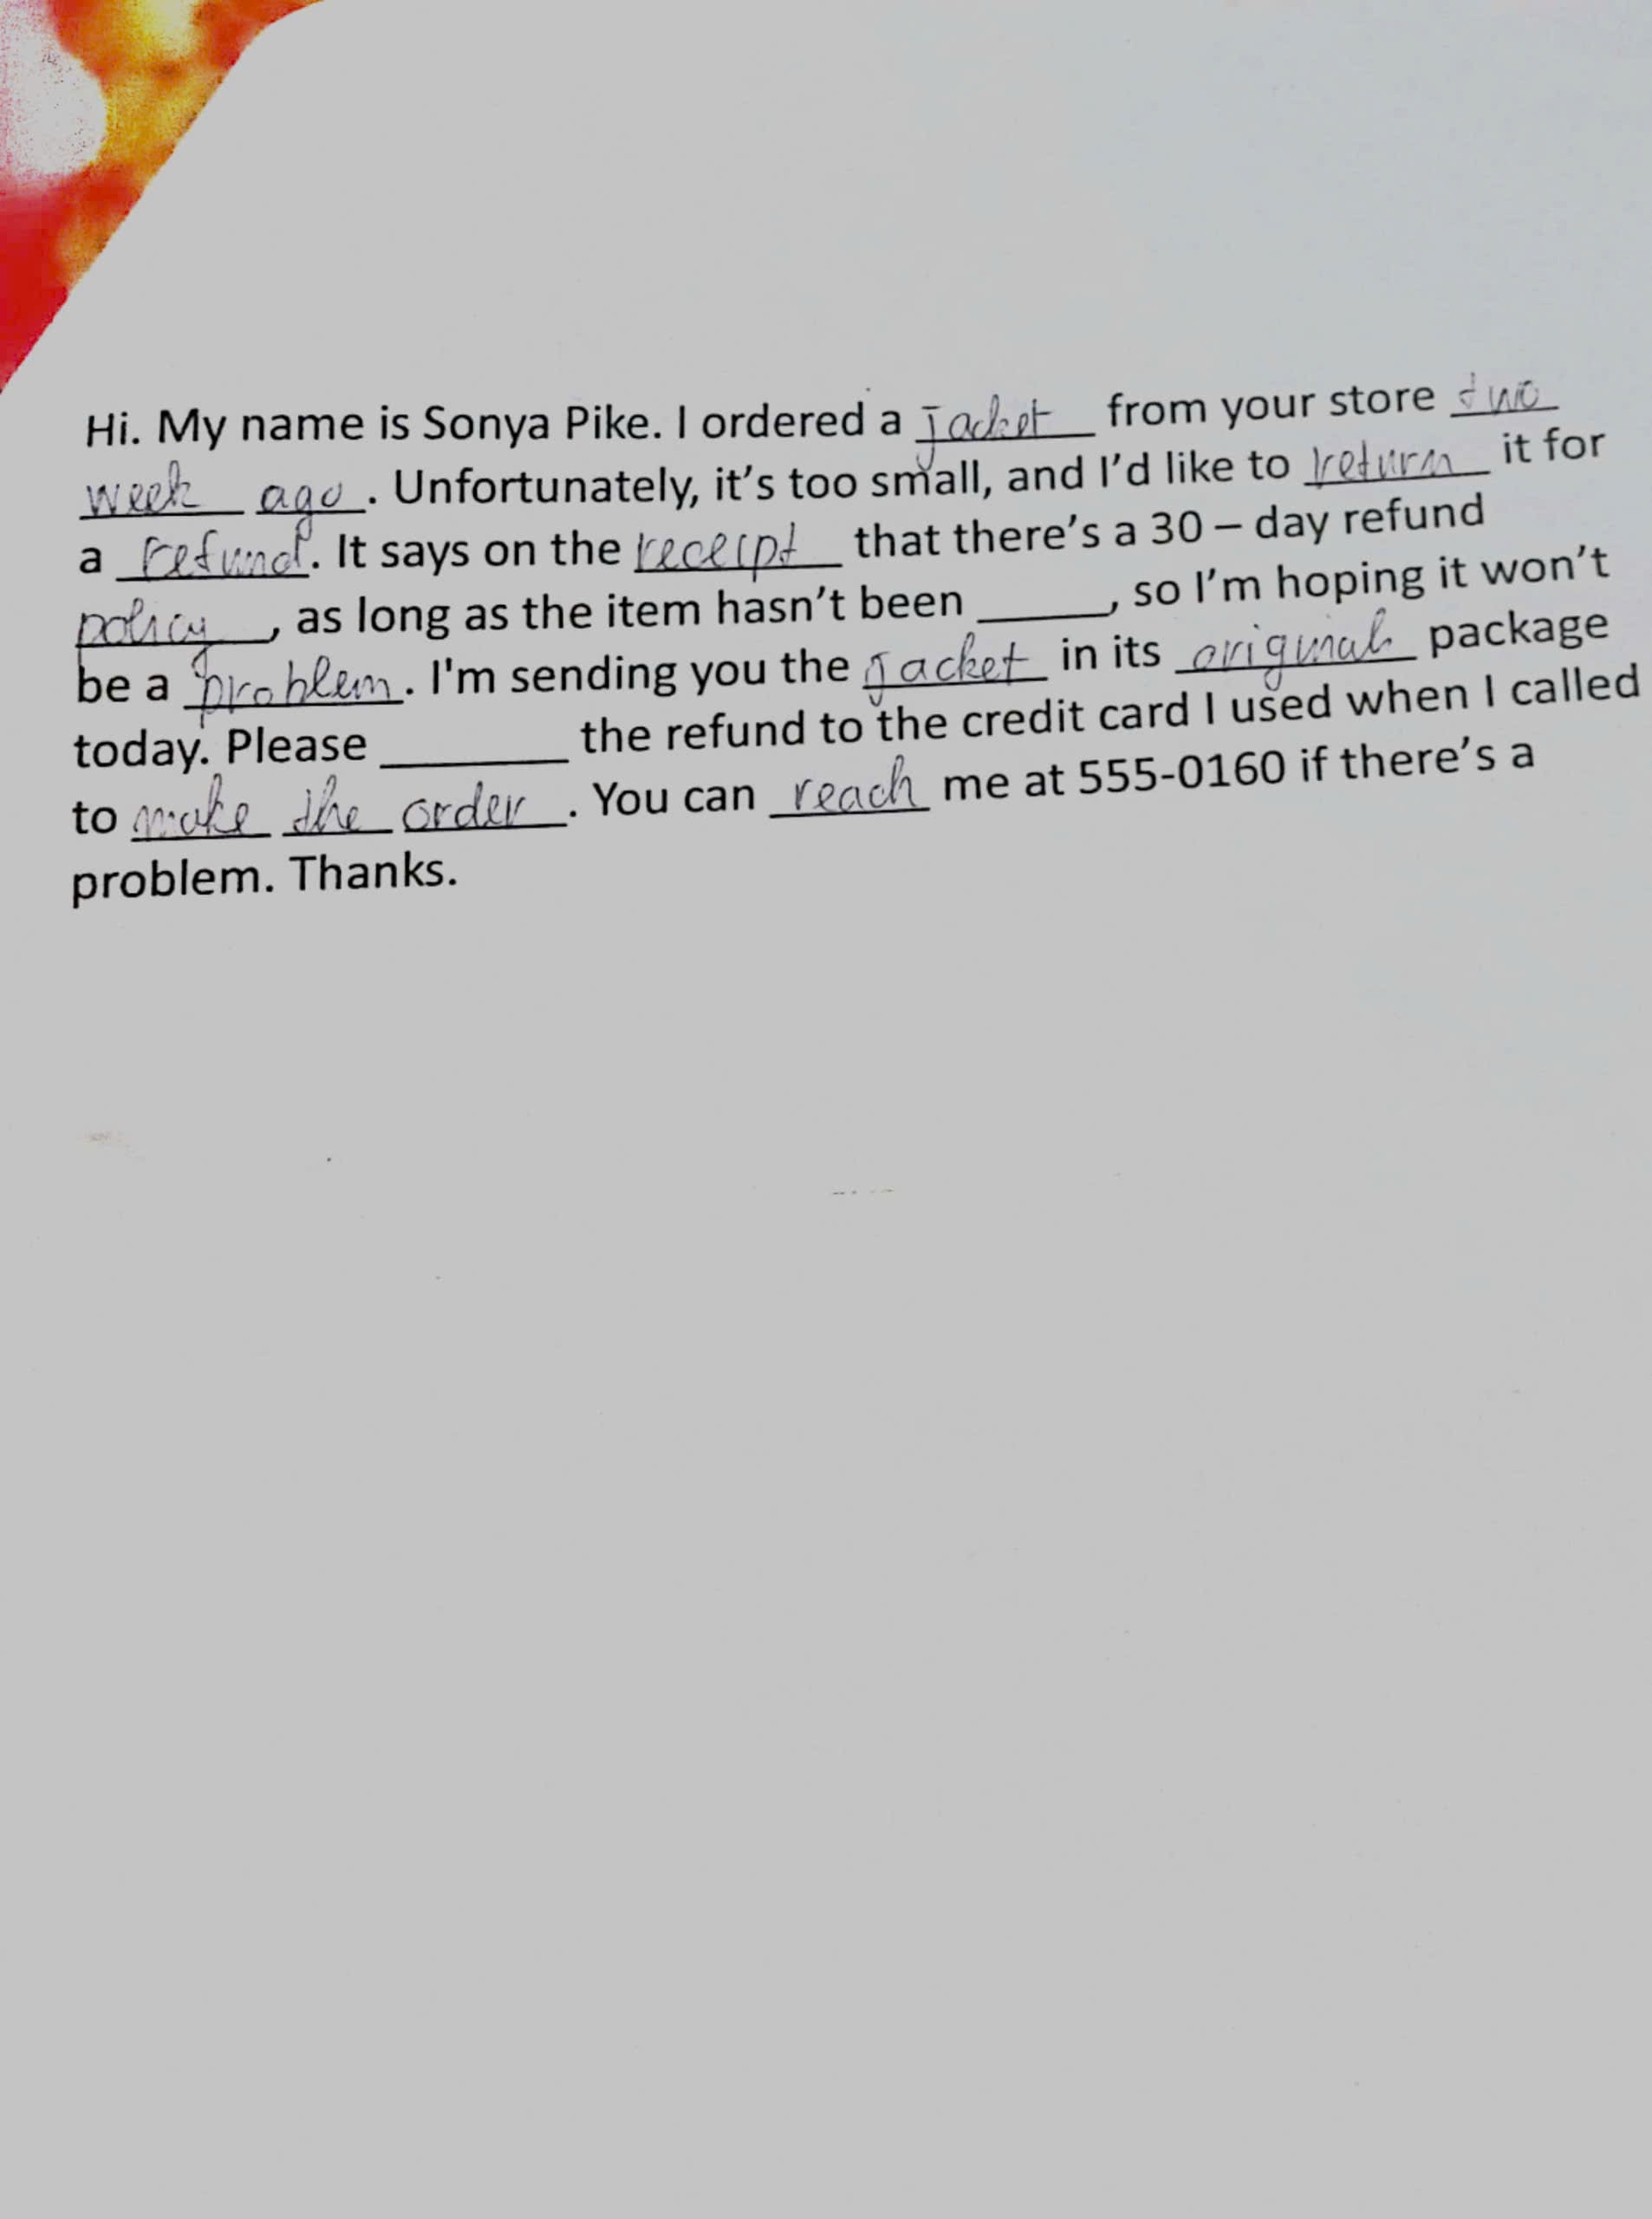 Hi. My name is Sonya Pike. I ordered a jacket from your store two
week ago. Unfortunately, it's too small, and I'd like to return it for
a refund. It says on the receipt that there's a 30 – day refund
policy, as long as the item hasn't been ______, so I'm hoping it won't
be a problem. I'm sending you the jacket in its original package
today. Please ________ the refund to the credit card I used when I called
to make the order. You can reach me at 555-0160 if there's a
problem. Thanks.